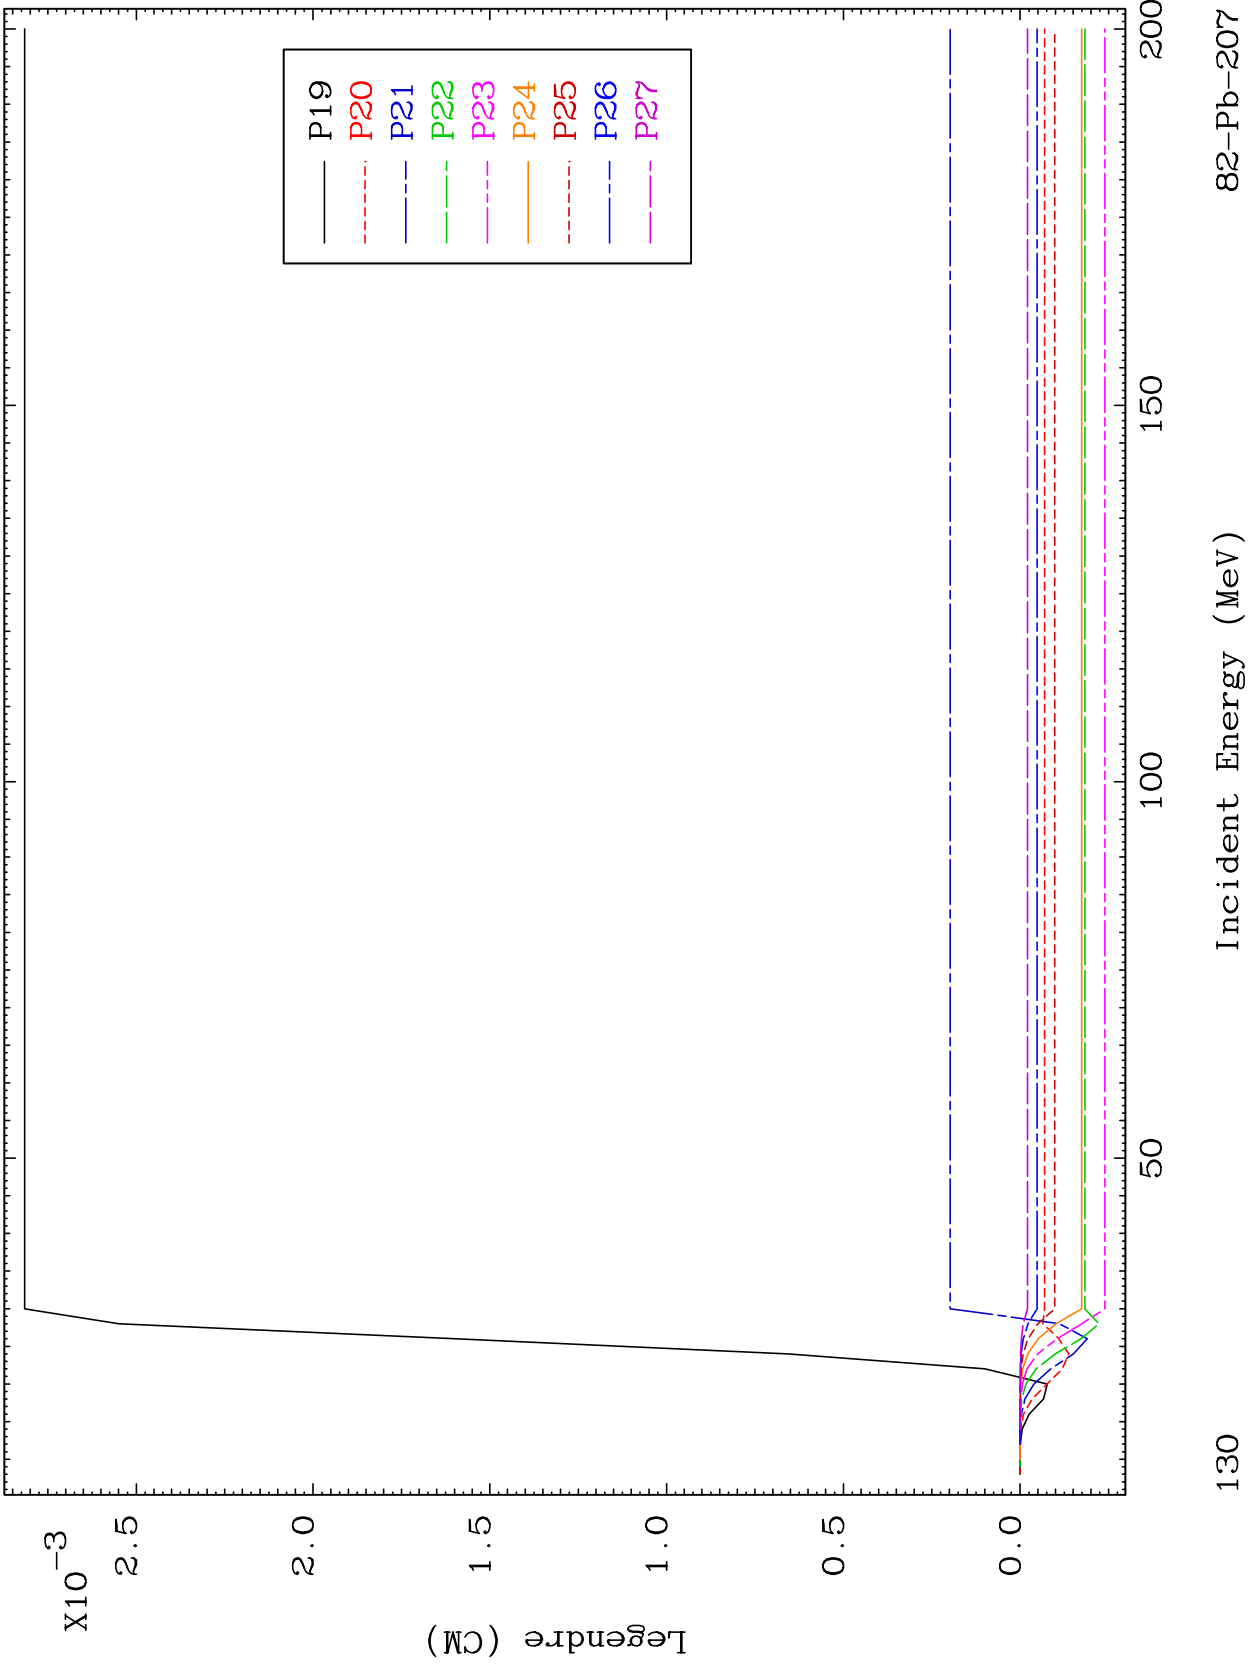 X10-3
2.5
2.0
1.5
1.0
0.5
0.0
Legendre (CM)
P19
P20
P21
P22
P23
P24
P25
P26
P27
50
100
150
200
130
Incident Energy (MeV)
82-Pb-207